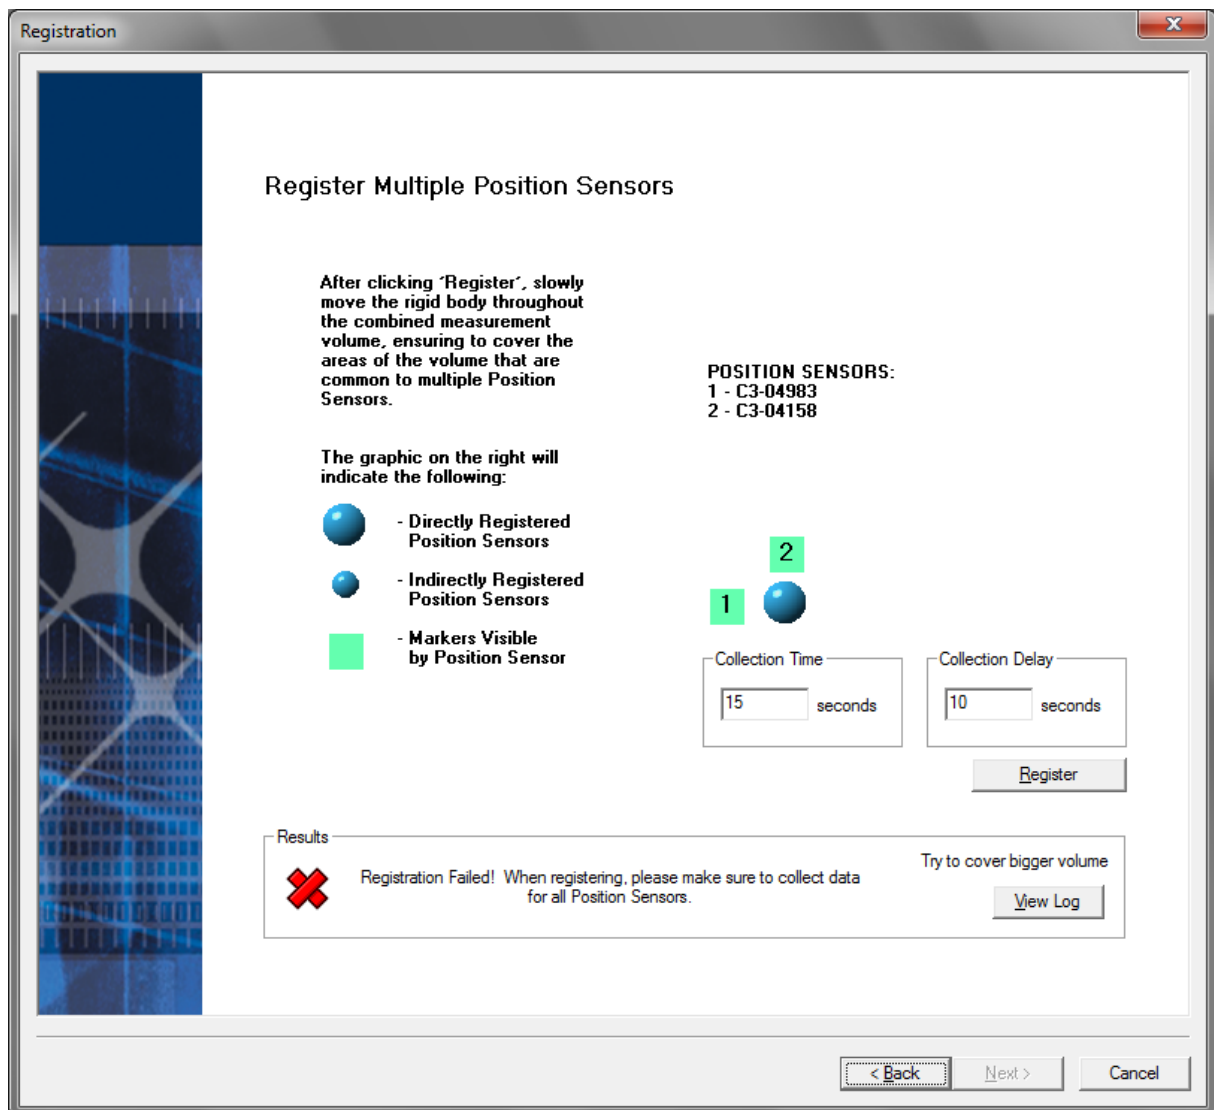 Registration
x
Register Multiple Position Sensors
After clicking ´Register´, slowly
move the rigid body throughout
the combined measurement
volume, ensuring to cover the
areas of the volume that are
common to multiple Position
Sensors.
POSITION SENSORS:
1 - C3-04983
2 - C3-04158
The graphic on the right will
indicate the following:
- Directly Registered
Position Sensors
- Indirectly Registered
Position Sensors
- Markers Visible
by Position Sensor
2
1
Collection Time
15 seconds
Collection Delay
10 seconds
Register
Results
Registration Failed! When registering, please make sure to collect data
for all Position Sensors.
Try to cover bigger volume
View Log
< Back
Next >
Cancel